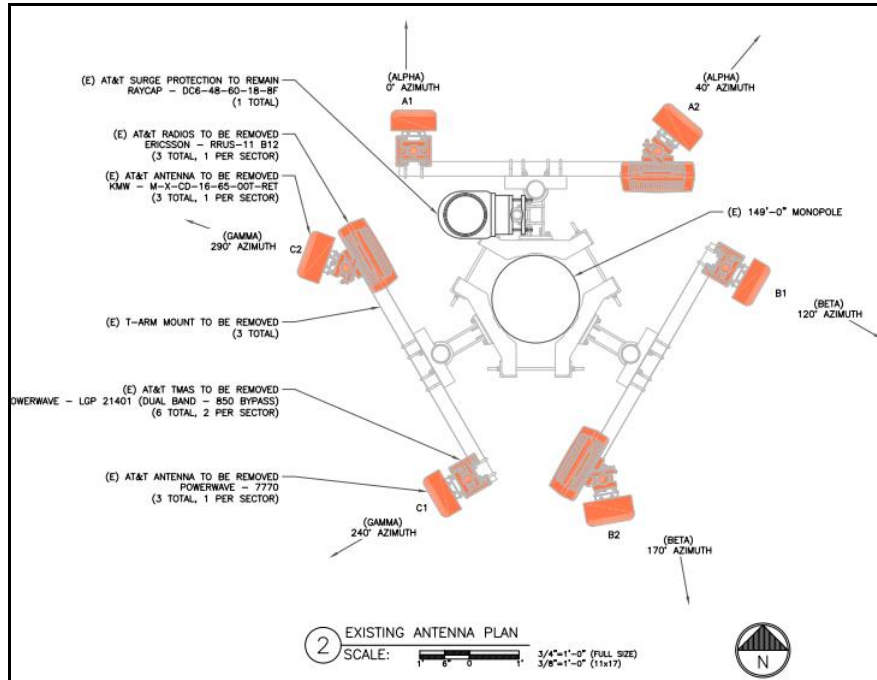 (E) AT&T SURGE PROTECTION TO REMAIN
RAYCAP - DC6-48-60-18-8F
(1 TOTAL)
(E) AT&T RADIOS TO BE REMOVED
ERICSSON - RRUS-11 B12
(3 TOTAL, 1 PER SECTOR)
(E) AT&T ANTENNA TO BE REMOVED
KMW - M-X-CD-16-65-00T-RET
(3 TOTAL, 1 PER SECTOR)
(ALPHA)
0° AZIMUTH
A1
(ALPHA)
40° AZIMUTH
A2
(GAMMA)
290° AZIMUTH
C2
(E) 149'-0" MONOPOLE
B1
(BETA)
120° AZIMUTH
(E) T-ARM MOUNT TO BE REMOVED
(3 TOTAL)
(E) AT&T TMAS TO BE REMOVED
OWERWAVE - LGP 21401 (DUAL BAND - 850 BYPASS)
(6 TOTAL, 2 PER SECTOR)
(E) AT&T ANTENNA TO BE REMOVED
POWERWAVE - 7770
(3 TOTAL, 1 PER SECTOR)
C1
(GAMMA)
240° AZIMUTH
B2
(BETA)
170° AZIMUTH
2
EXISTING ANTENNA PLAN
SCALE:
1' 6" 0 1'
3/4"=1'-0" (FULL SIZE)
3/8"=1'-0" (11x17)
N